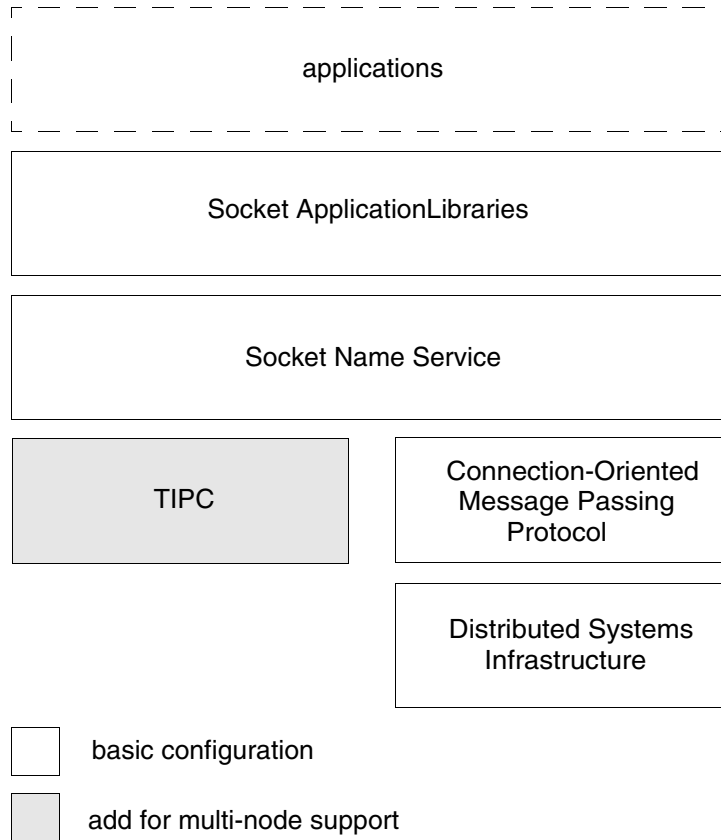 applications
Socket ApplicationLibraries
Socket Name Service
TIPC
Connection-Oriented
Message Passing
Protocol
Distributed Systems
Infrastructure
basic configuration
add for multi-node support